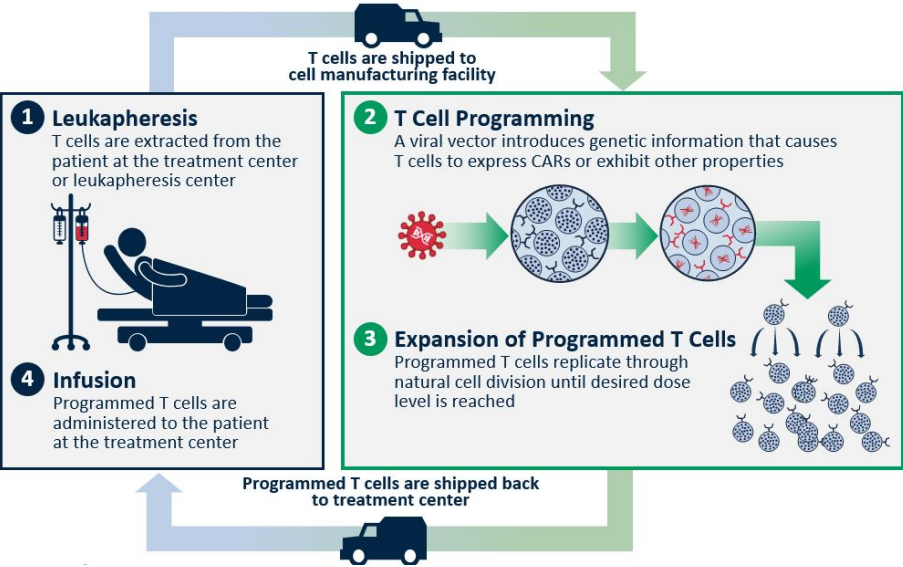 T cells are shipped to
cell manufacturing facility
1 Leukapheresis
T cells are extracted from the
patient at the treatment center
or leukapheresis center
2 T Cell Programming
A viral vector introduces genetic information that causes
T cells to express CARs or exhibit other properties
3 Expansion of Programmed T Cells
Programmed T cells replicate through
natural cell division until desired dose
level is reached
4 Infusion
Programmed T cells are
administered to the patient
at the treatment center
Programmed T cells are shipped back
to treatment center